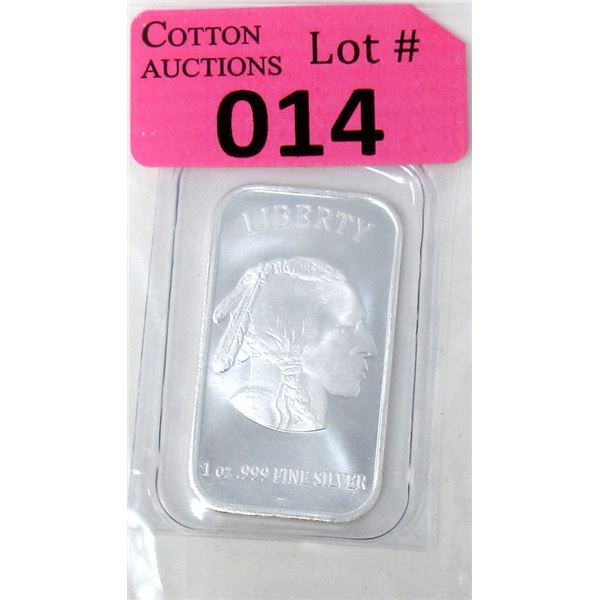 COTTON
AUCTIONS
Lot #
014
LIBERTY
1 oz .999 FINE SILVER